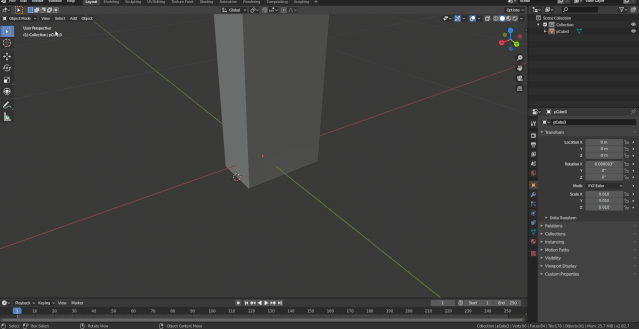 Layout Modeling Sculpting UV Editing Texture Paint Shading Animation Rendering Compositing Scripting
Scene
View Layer
Global
Options
Object Mode View Select Add Object
User Perspective
(1) Collection | pCube3
Scene Collection
Collection
pCube3
pCube3
pCube3
Transform
Location X 0 m
Y 0 m
Z 0 m
Rotation X
Y 0°
Z 0°
Mode XYZ Euler
Scale X 0.010
Y 0.010
Z 0.010
Delta Transform
Relations
Collections
Instancing
Motion Paths
Visibility
Viewport Display
Custom Properties
Playback Keying View Marker
1 Start 1 End 250
1 10 20 30 40 50 60 70 80 90 100 110 120 130 140 150 160 170 180 190 200 210 220 230 240 250
Select Box Select Rotate View Object Context Menu